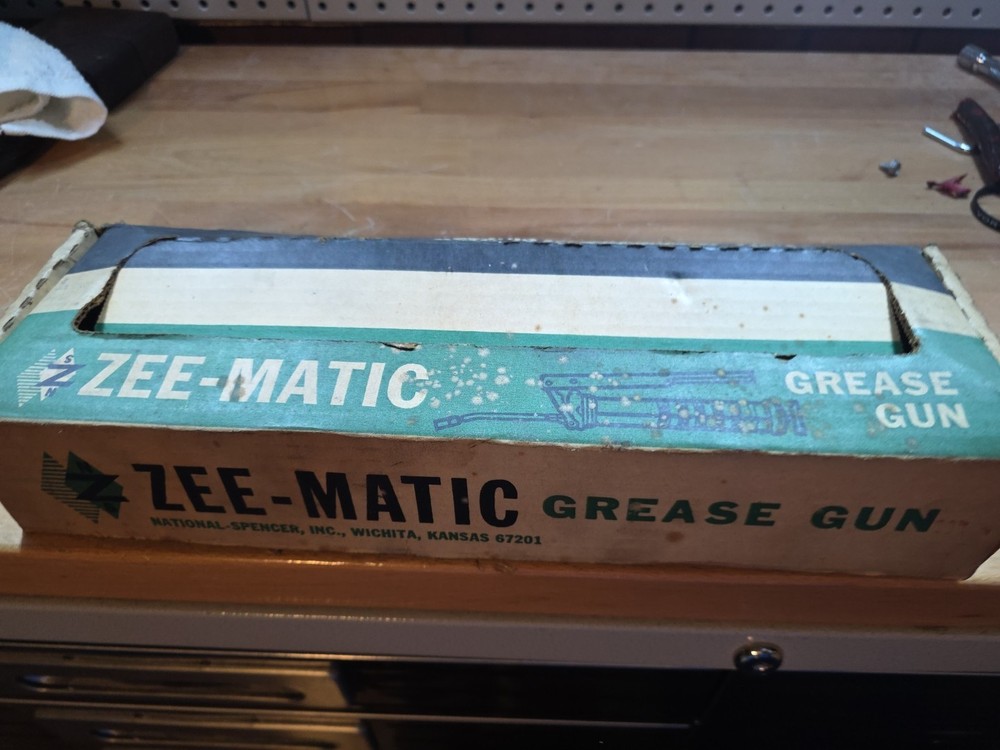 S
Z
N
ZEE-MATIC
GREASE
GUN
Z
ZEE-MATIC GREASE GUN
NATIONAL-SPENCER, INC., WICHITA, KANSAS 67201